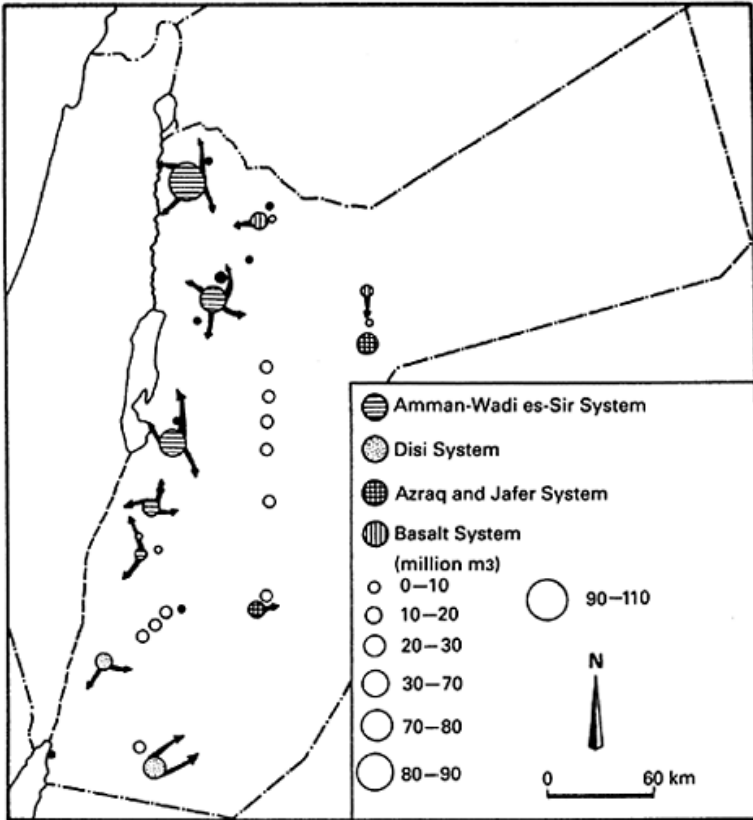 Amman-Wadi es-Sir System
Disi System
Azraq and Jafer System
Basalt System
(million m3)
0–10
10–20
20–30
30–70
70–80
80–90
90–110
N
0 60 km